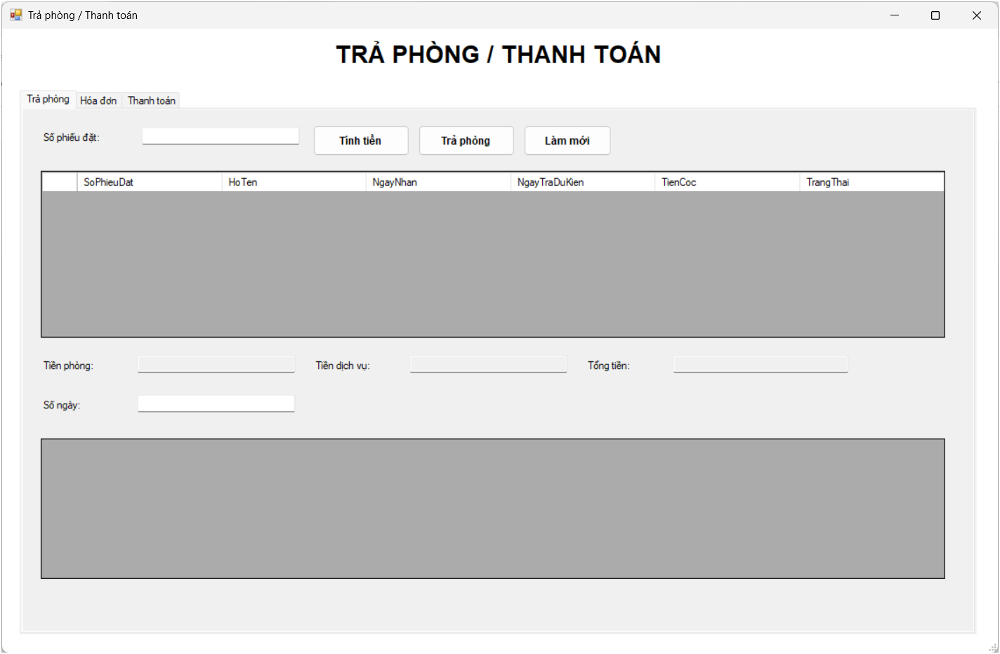 Trả phòng / Thanh toán
TRẢ PHÒNG / THANH TOÁN
Trả phòng Hóa đơn Thanh toán
Số phiếu đặt: Tính tiền Trả phòng Làm mới
SoPhieuDat HoTen NgayNhan NgayTraDuKien TienCoc TrangThai
Tiền phòng: Tiền dịch vụ: Tổng tiền:
Số ngày: